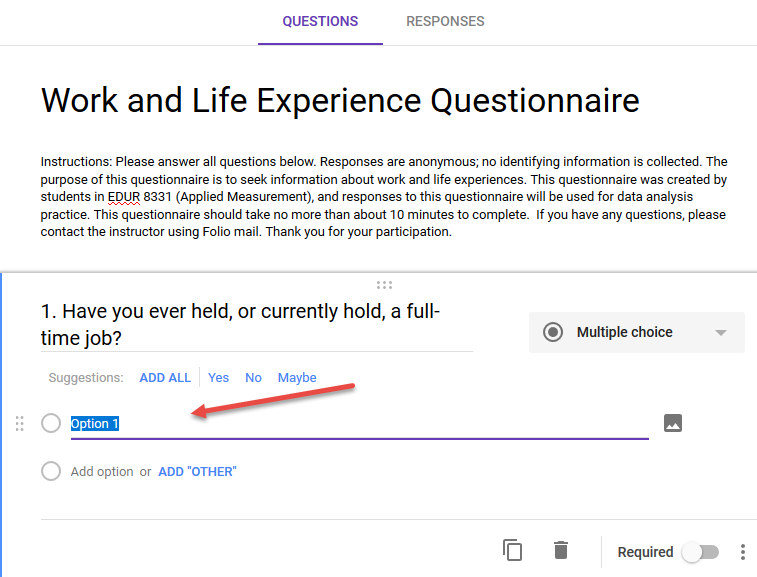 QUESTIONS RESPONSES
Work and Life Experience Questionnaire
Instructions: Please answer all questions below. Responses are anonymous; no identifying information is collected. The
purpose of this questionnaire is to seek information about work and life experiences. This questionnaire was created by
students in EDUR 8331 (Applied Measurement), and responses to this questionnaire will be used for data analysis
practice. This questionnaire should take no more than about 10 minutes to complete.  If you have any questions, please
contact the instructor using Folio mail. Thank you for your participation.
1. Have you ever held, or currently hold, a full-
time job?
Multiple choice
Suggestions: ADD ALL Yes No Maybe
Option 1
Add option or ADD "OTHER"
Required